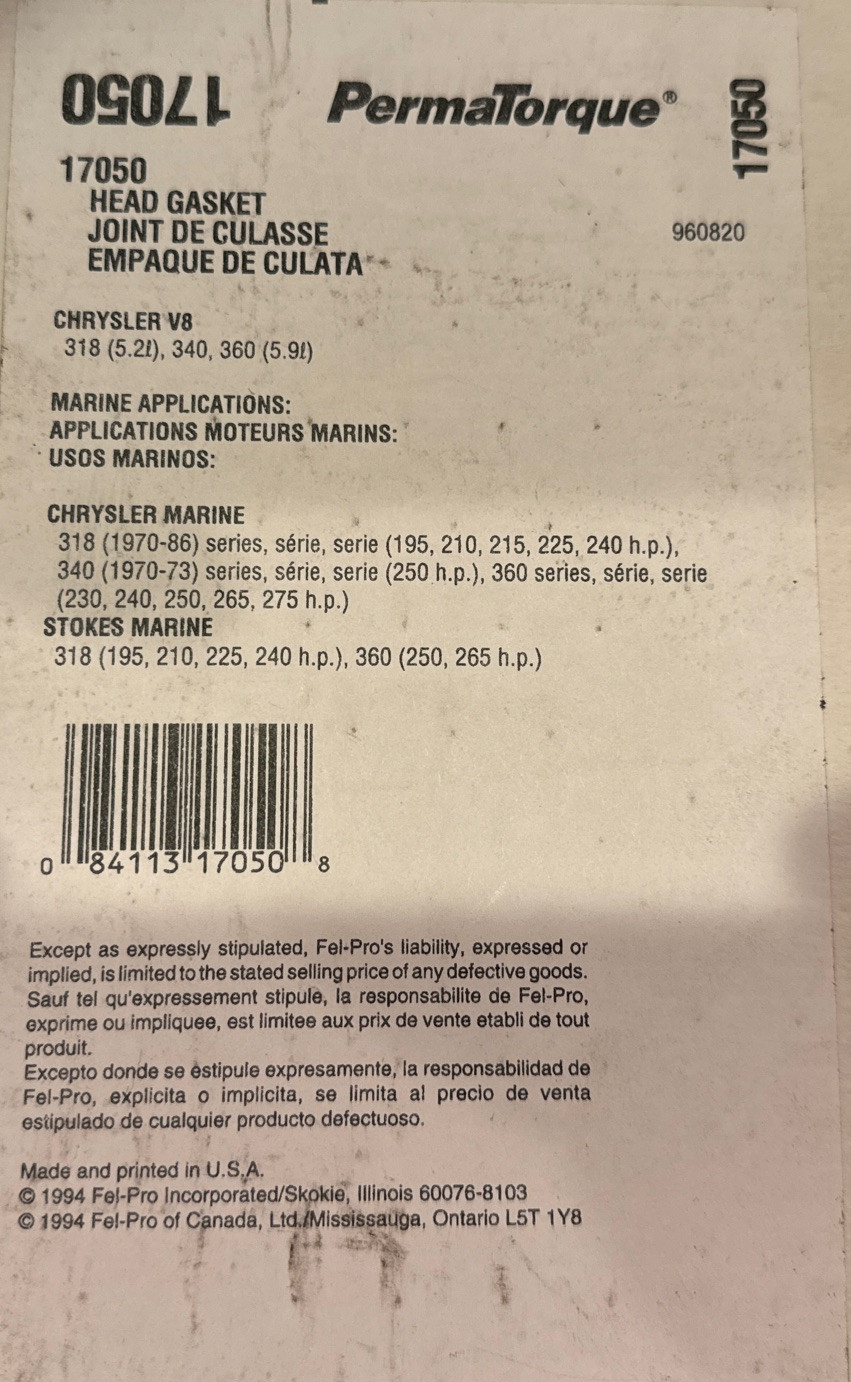 17050
PermaTorque®
17050
17050
HEAD GASKET
JOINT DE CULASSE
EMPAQUE DE CULATA
960820
CHRYSLER V8
318 (5.2ℓ), 340, 360 (5.9ℓ)
MARINE APPLICATIONS:
APPLICATIONS MOTEURS MARINS:
USOS MARINOS:
CHRYSLER MARINE
318 (1970-86) series, série, serie (195, 210, 215, 225, 240 h.p.),
340 (1970-73) series, série, serie (250 h.p.), 360 series, série, serie
(230, 240, 250, 265, 275 h.p.)
STOKES MARINE
318 (195, 210, 225, 240 h.p.), 360 (250, 265 h.p.)
0 84113 17050 8
Except as expressly stipulated, Fel-Pro's liability, expressed or
implied, is limited to the stated selling price of any defective goods.
Sauf tel qu'expressement stipule, la responsabilite de Fel-Pro,
exprime ou impliquee, est limitee aux prix de vente etabli de tout
produit.
Excepto donde se estipule expresamente, la responsabilidad de
Fel-Pro, explicita o implicita, se limita al precio de venta
estipulado de cualquier producto defectuoso.
Made and printed in U.S.A.
© 1994 Fel-Pro Incorporated/Skokie, Illinois 60076-8103
© 1994 Fel-Pro of Canada, Ltd./Mississauga, Ontario L5T 1Y8